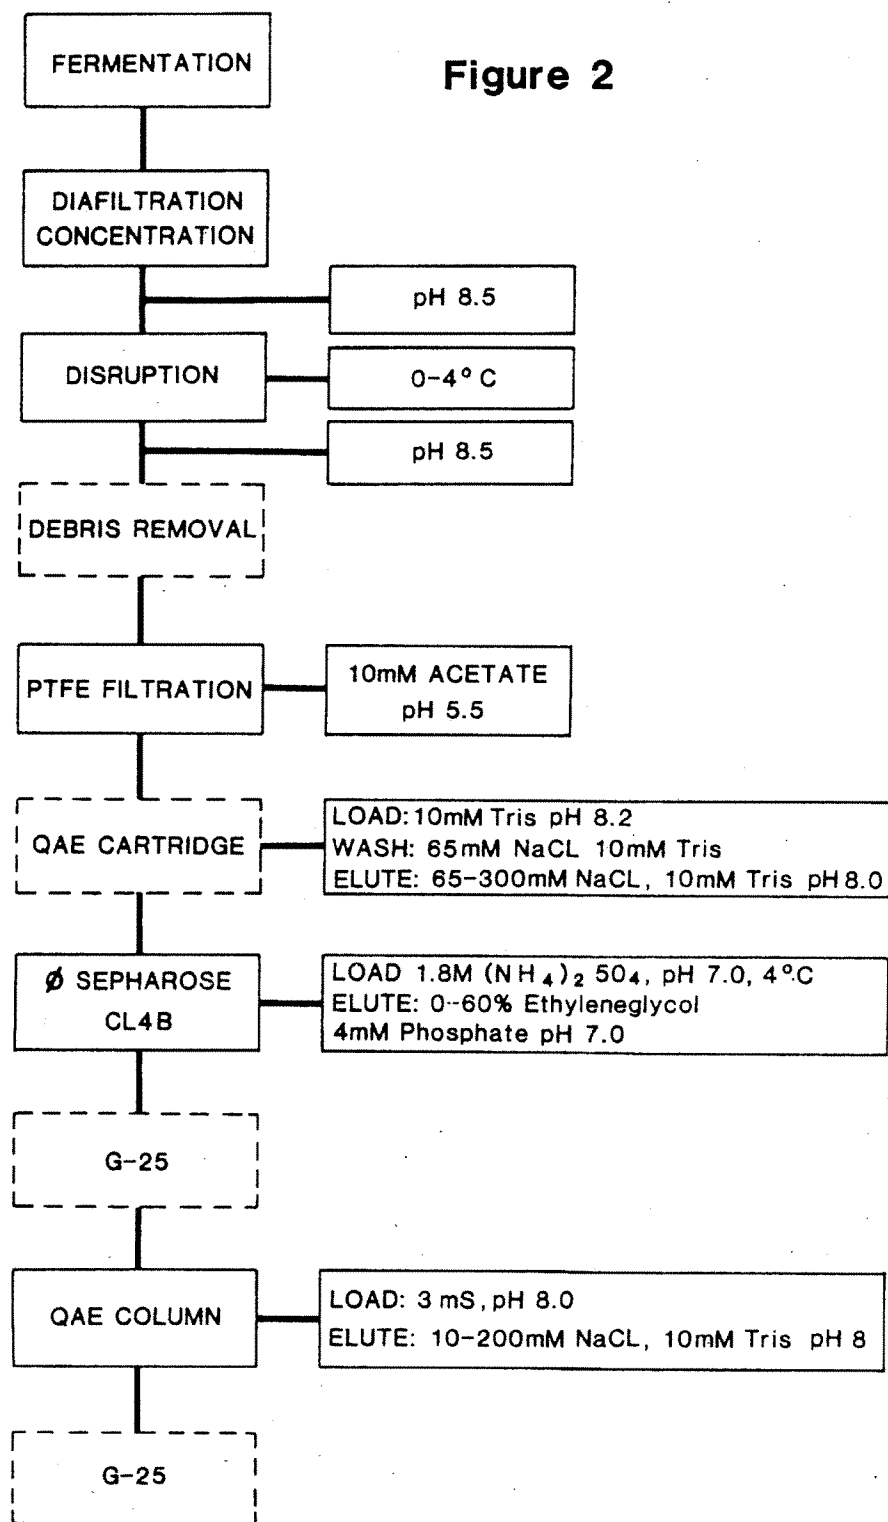 Figure 2
FERMENTATION
DIAFILTRATION
CONCENTRATION
pH 8.5
DISRUPTION
0-4° C
pH 8.5
DEBRIS REMOVAL
PTFE FILTRATION
10mM ACETATE
pH 5.5
QAE CARTRIDGE
LOAD: 10mM Tris pH 8.2
WASH: 65mM NaCL 10mM Tris
ELUTE: 65-300mM NaCL, 10mM Tris pH 8.0
Ø SEPHAROSE
CL4B
LOAD 1.8M (NH₄)₂ 5O₄, pH 7.0, 4°C
ELUTE: 0-60% Ethyleneglycol
4mM Phosphate pH 7.0
G-25
QAE COLUMN
LOAD: 3 mS, pH 8.0
ELUTE: 10-200mM NaCL, 10mM Tris pH 8
G-25